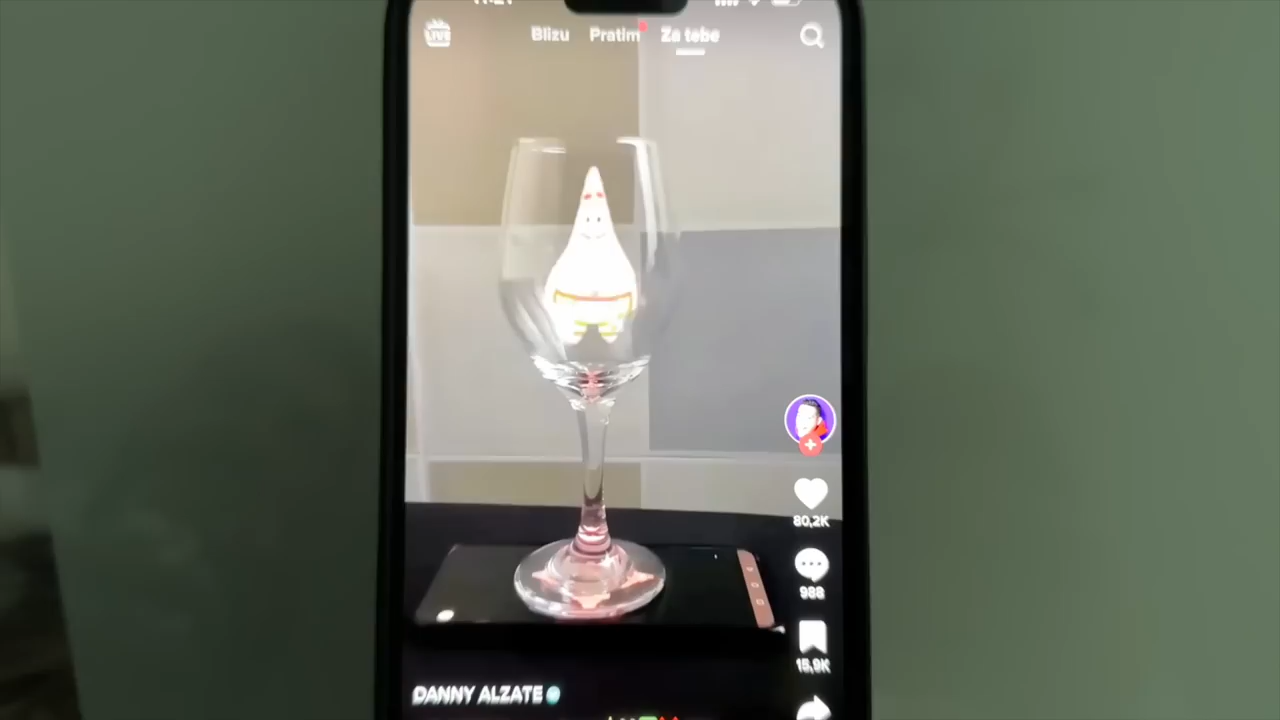 LIVE
Blizu Pratim Za tebe
80,2K
988
15,9K
DANNY ALZATE